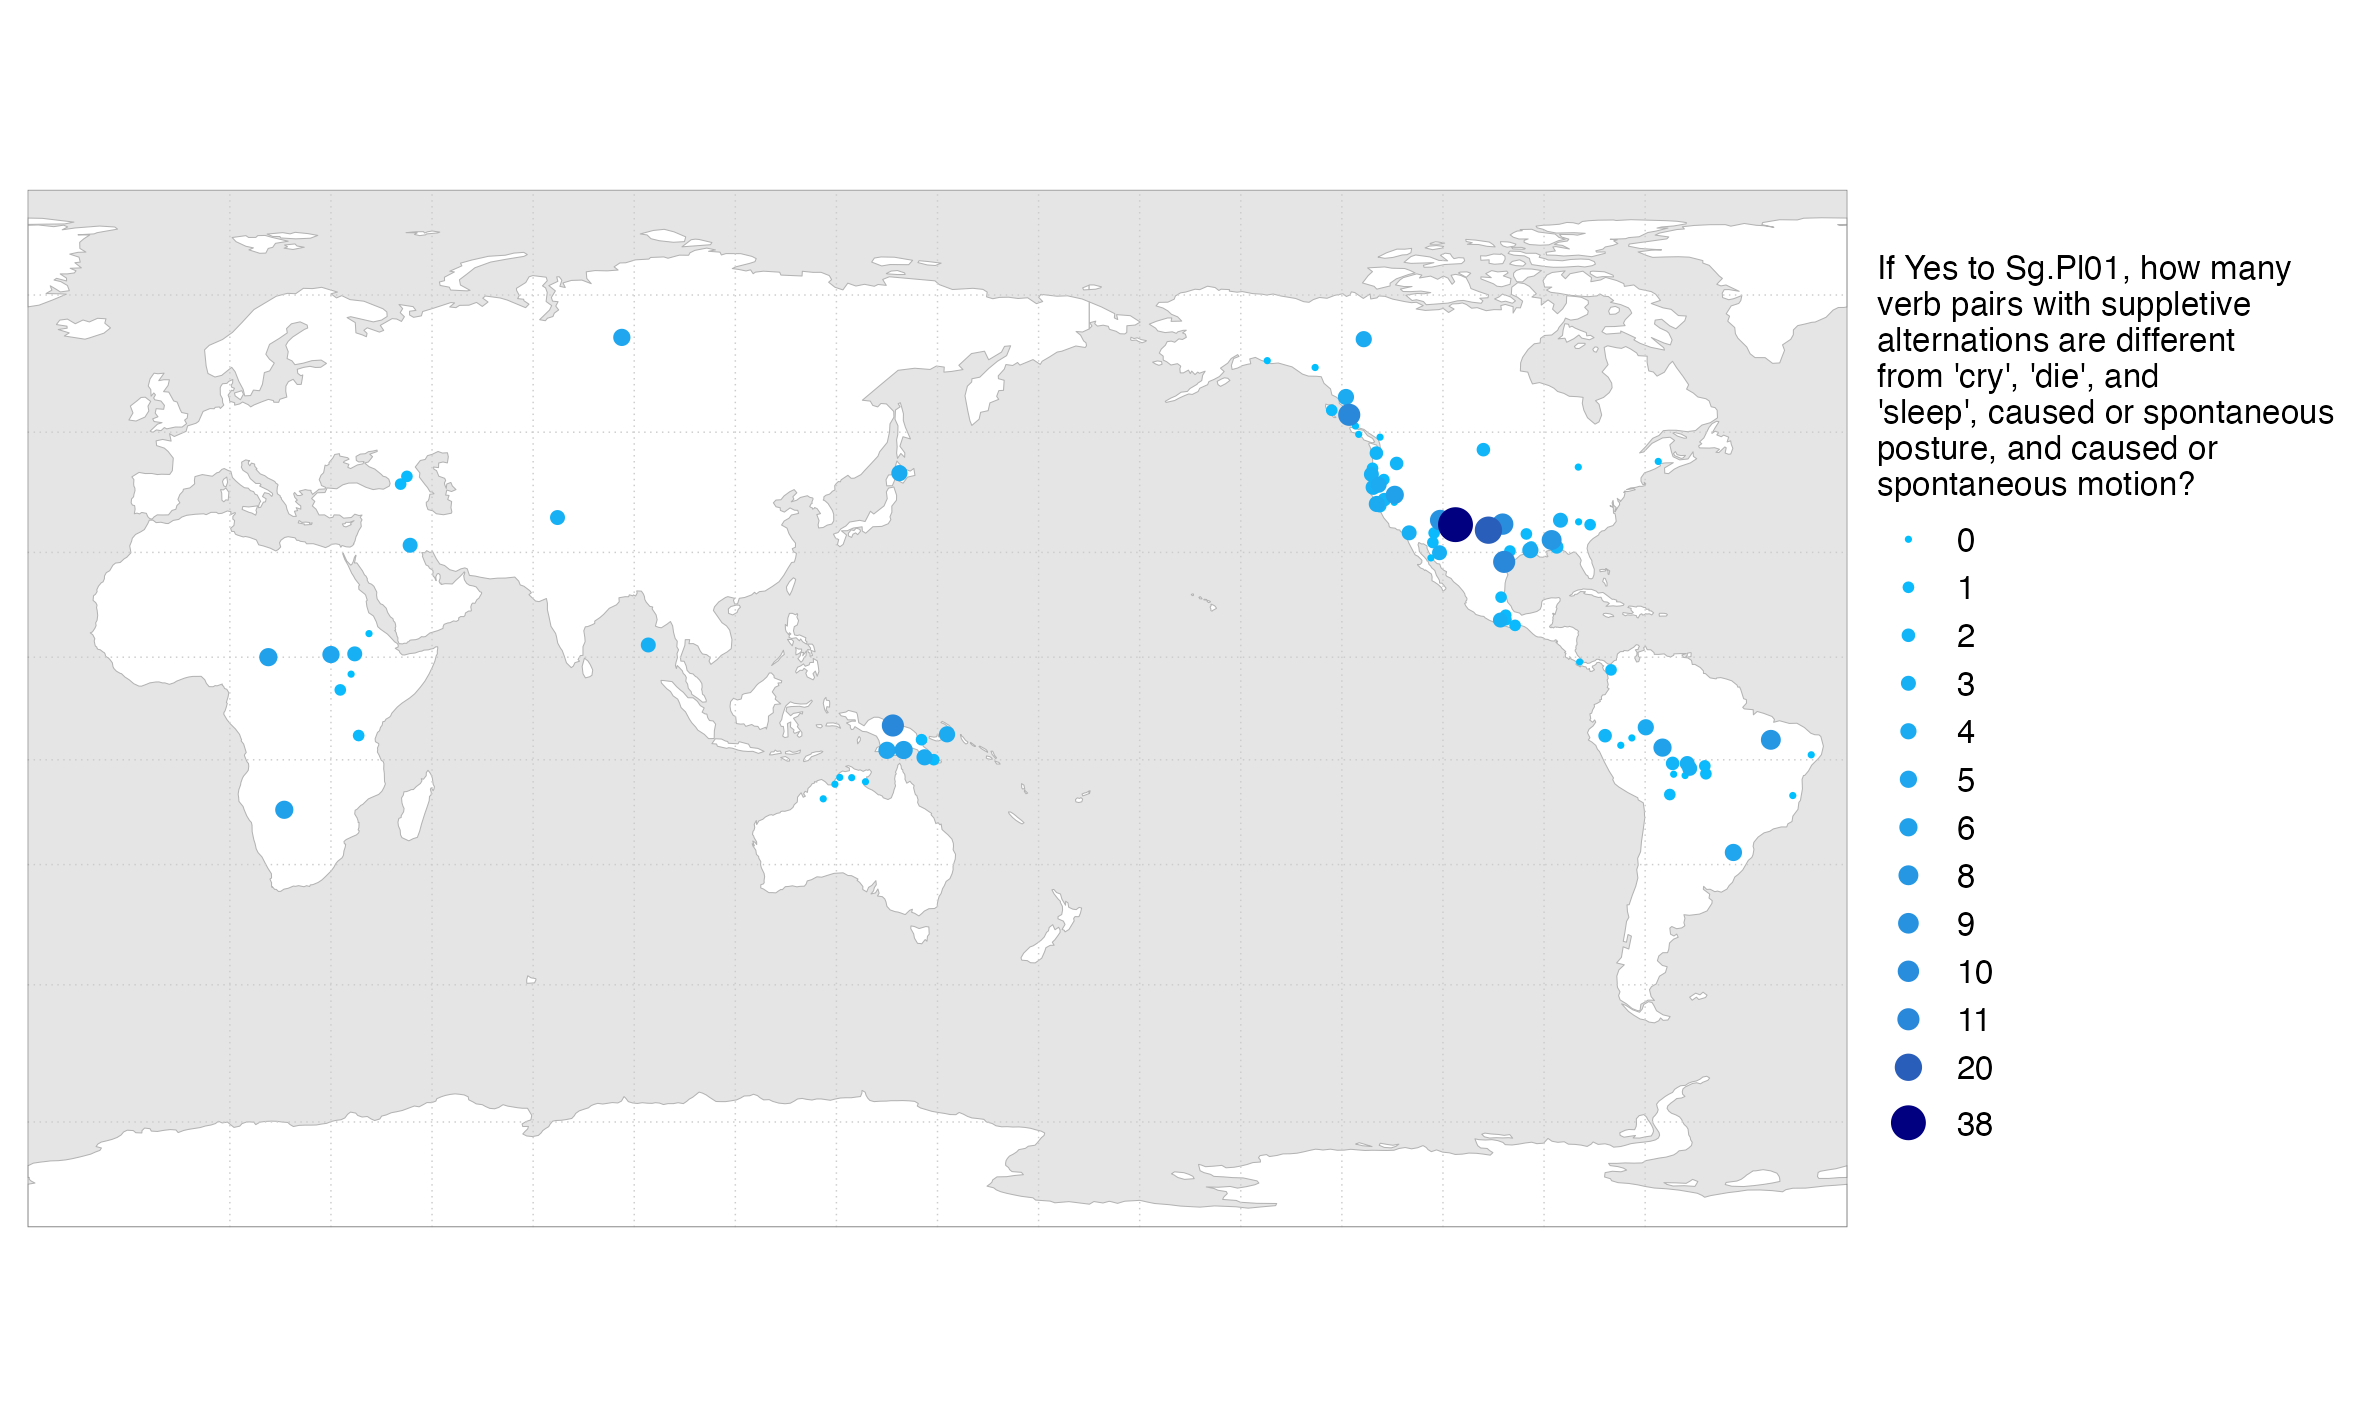 If Yes to Sg.Pl01, how many
verb pairs with suppletive
alternations are different
from 'cry', 'die', and
'sleep', caused or spontaneous
posture, and caused or
spontaneous motion?
0
1
2
3
4
5
6
8
9
10
11
20
38